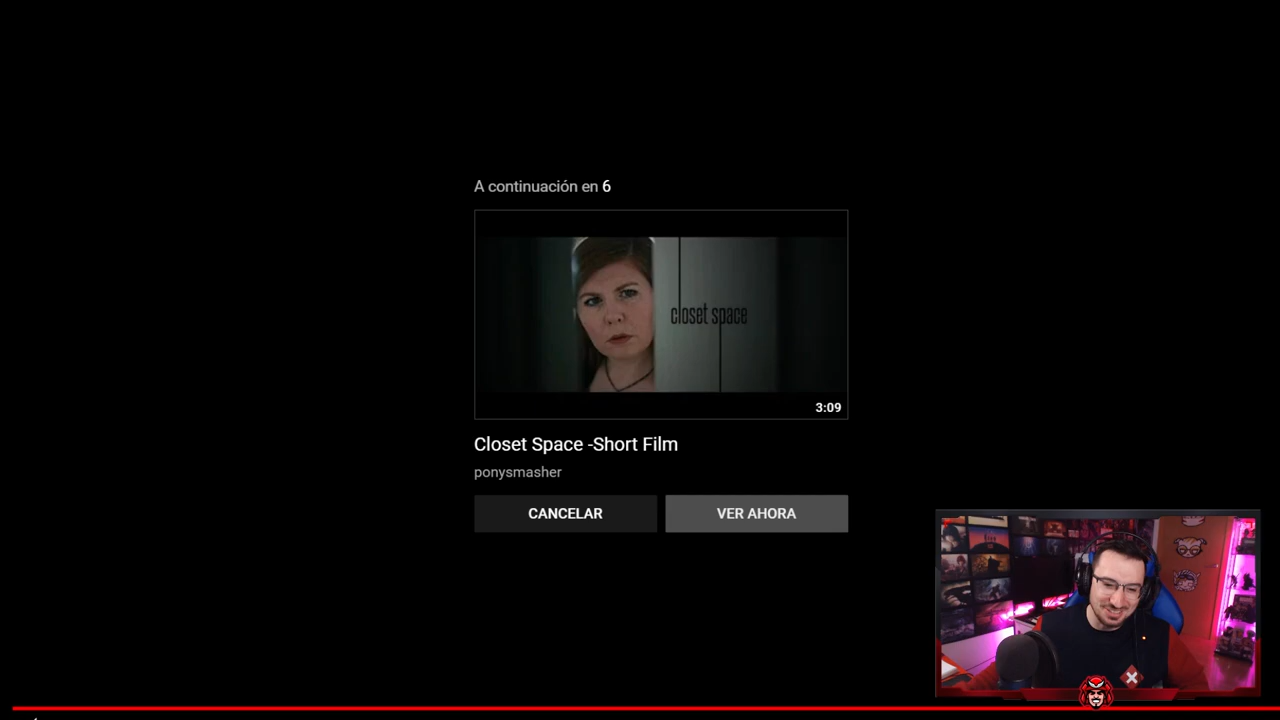 A continuación en 6
closet space
3:09
Closet Space -Short Film
ponysmasher
CANCELAR
VER AHORA